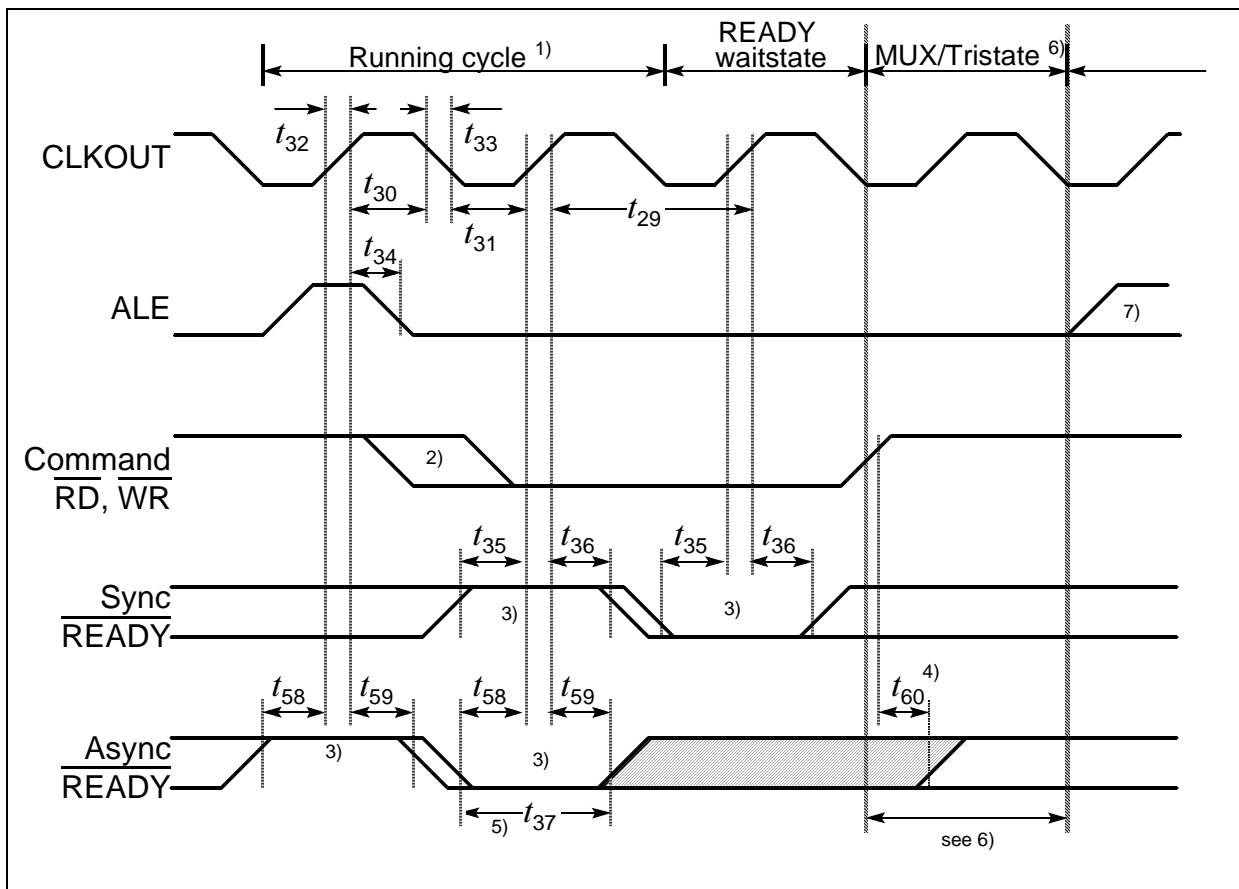 READY
Running cycle 1)
waitstate
MUX/Tristate 6)
t32
t33
CLKOUT
t30
t29
t31
t34
ALE
7)
Command
RD, WR
2)
t35
t36
t35
t36
Sync
READY
3)
3)
t58
t59
t58
t59
t60 4)
Async
READY
3)
3)
5) t37
see 6)